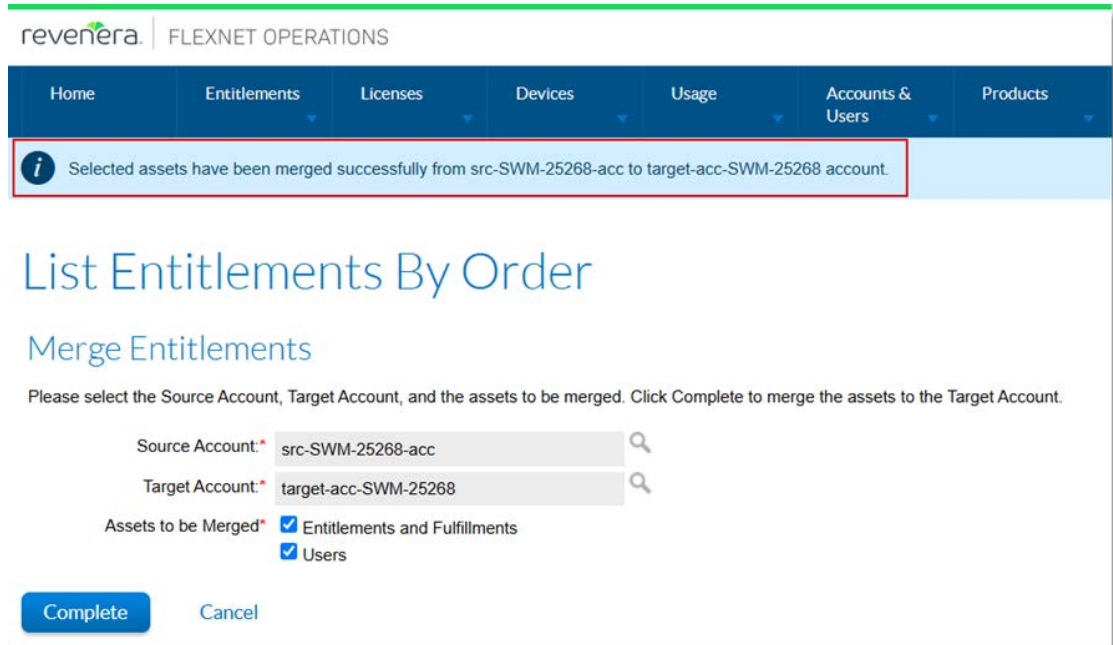 revenera. FLEXNET OPERATIONS
Home Entitlements Licenses Devices Usage Accounts & Users Products
i Selected assets have been merged successfully from src-SWM-25268-acc to target-acc-SWM-25268 account.
List Entitlements By Order
Merge Entitlements
Please select the Source Account, Target Account, and the assets to be merged. Click Complete to merge the assets to the Target Account.
Source Account:* src-SWM-25268-acc
Target Account:* target-acc-SWM-25268
Assets to be Merged* Entitlements and Fulfillments
Users
Complete Cancel